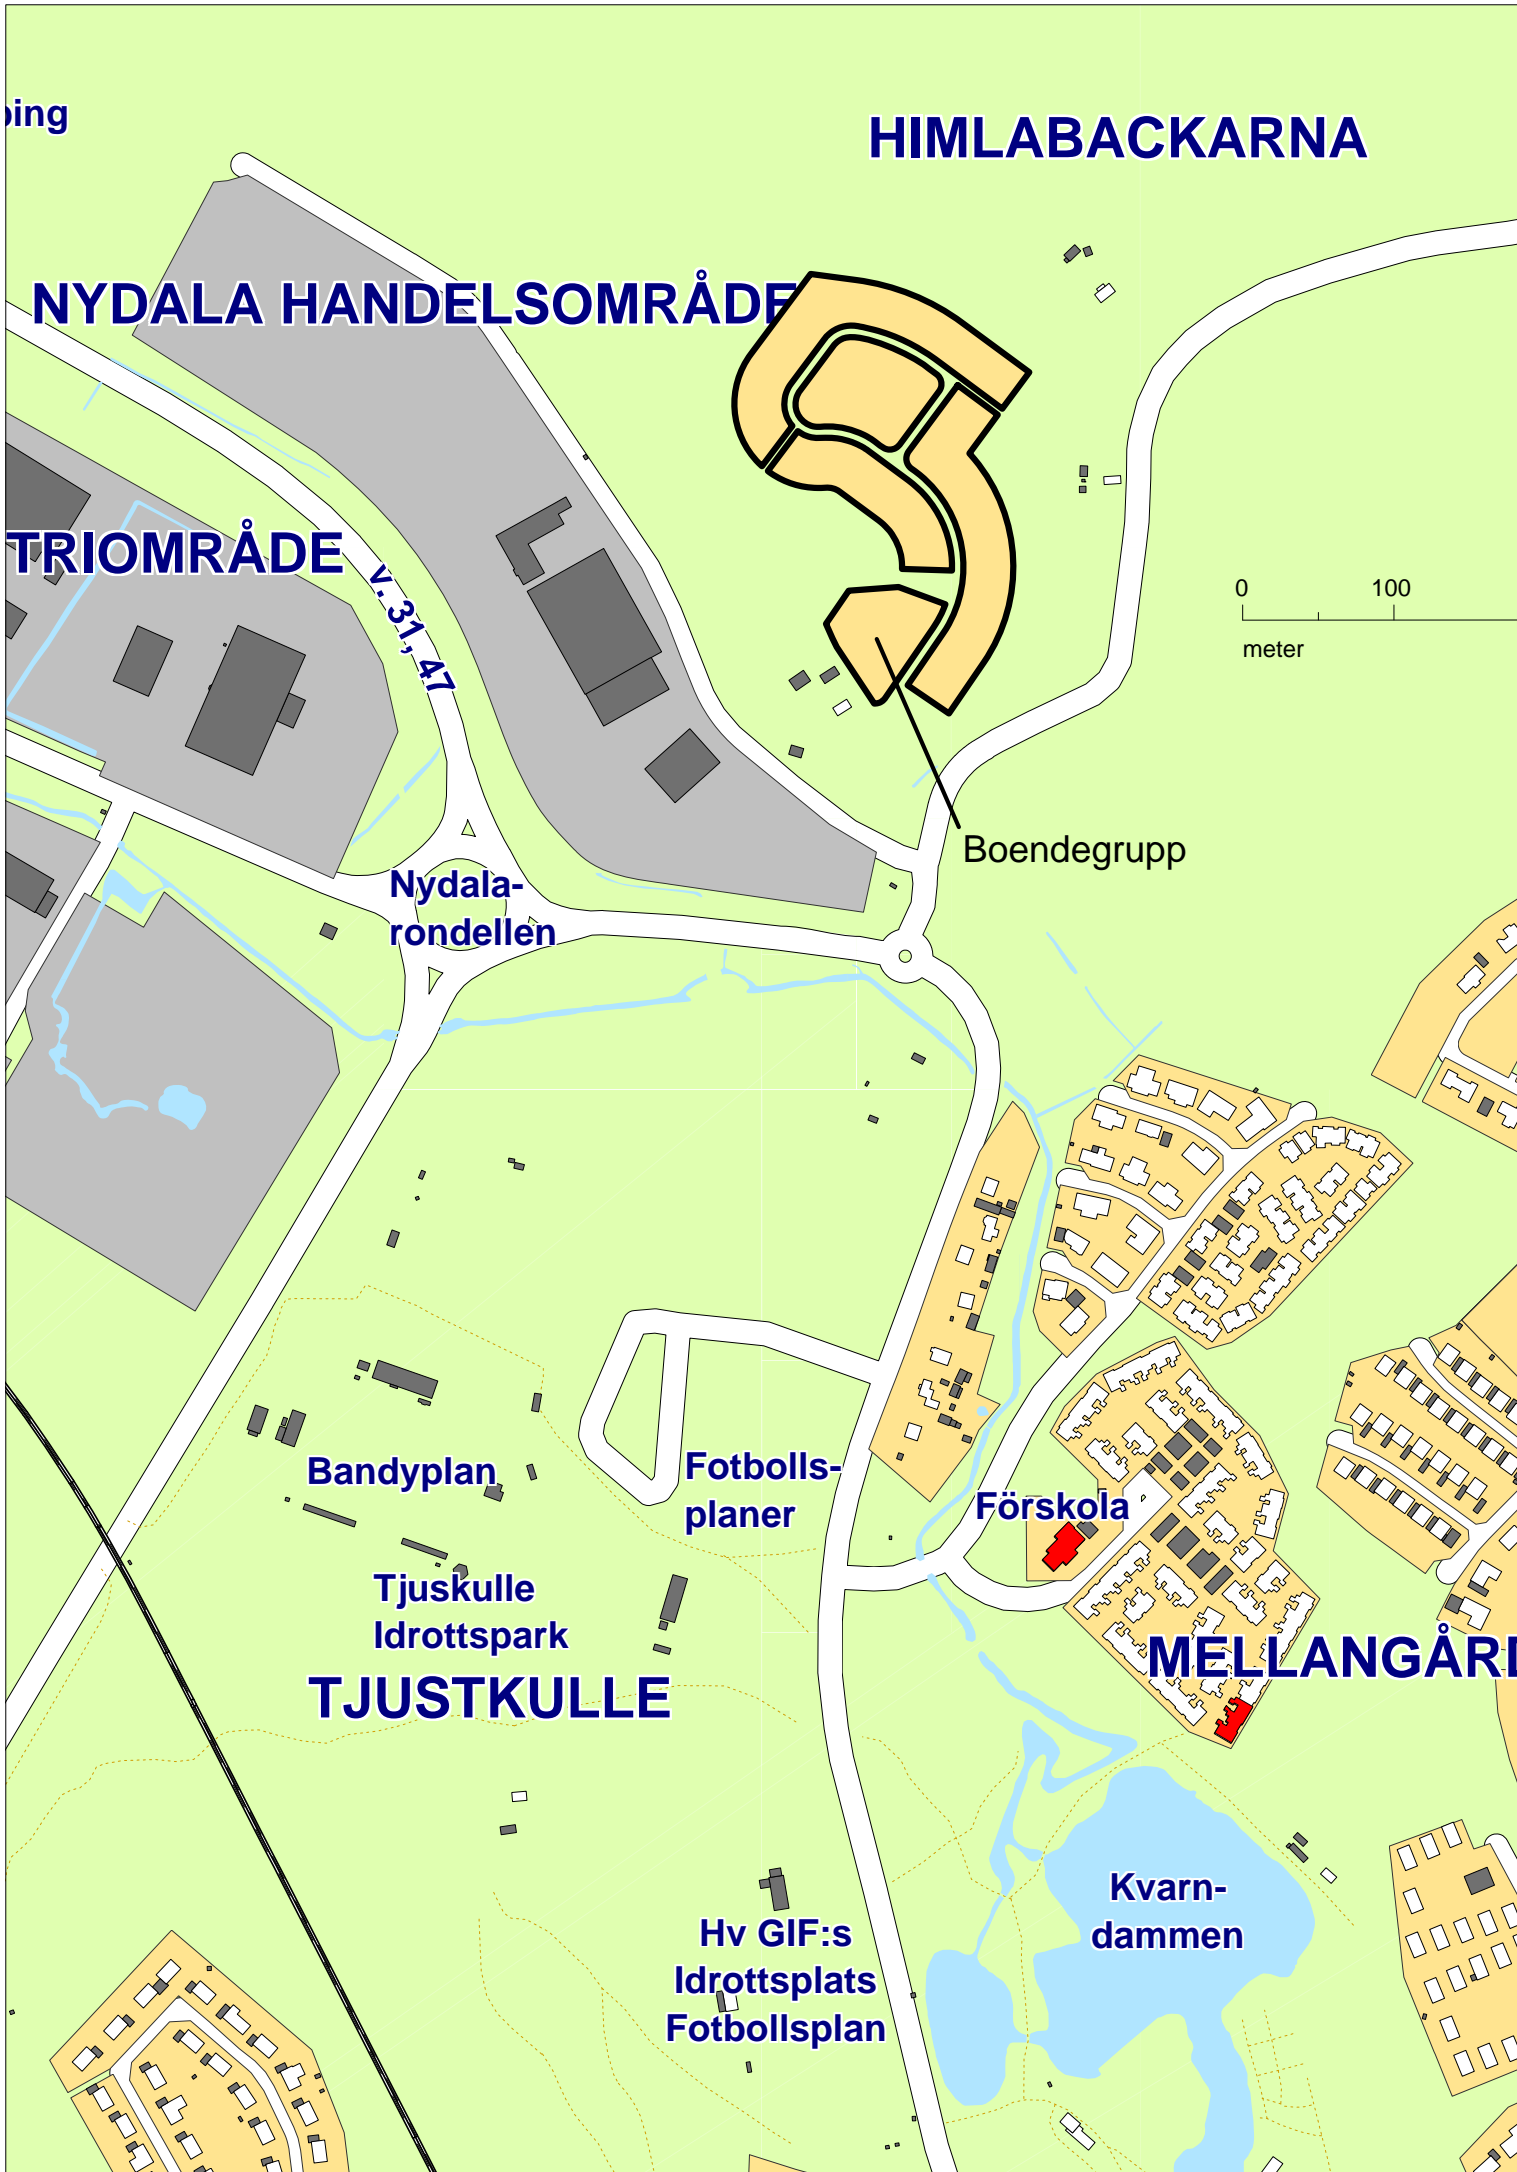 ping
HIMLABACKARNA
NYDALA HANDELSOMRÅDE
TRIOMRÅDE
v. 31, 47
0 100
meter
Boendegrupp
Nydala-
rondellen
Bandyplan
Fotbolls-
planer
Förskola
Tjuskulle
Idrottspark
TJUSTKULLE
MELLANGÅRD
Kvarn-
dammen
Hv GIF:s
Idrottsplats
Fotbollsplan